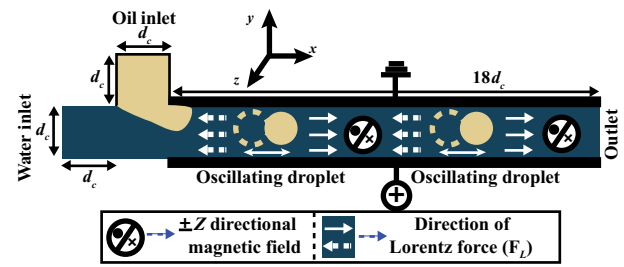 Oil inlet
d_c
y
x
z
d_c
18d_c
Water inlet
d_c
d_c
Outlet
Oscillating droplet
Oscillating droplet
±Z directional
magnetic field
Direction of
Lorentz force (F_L)